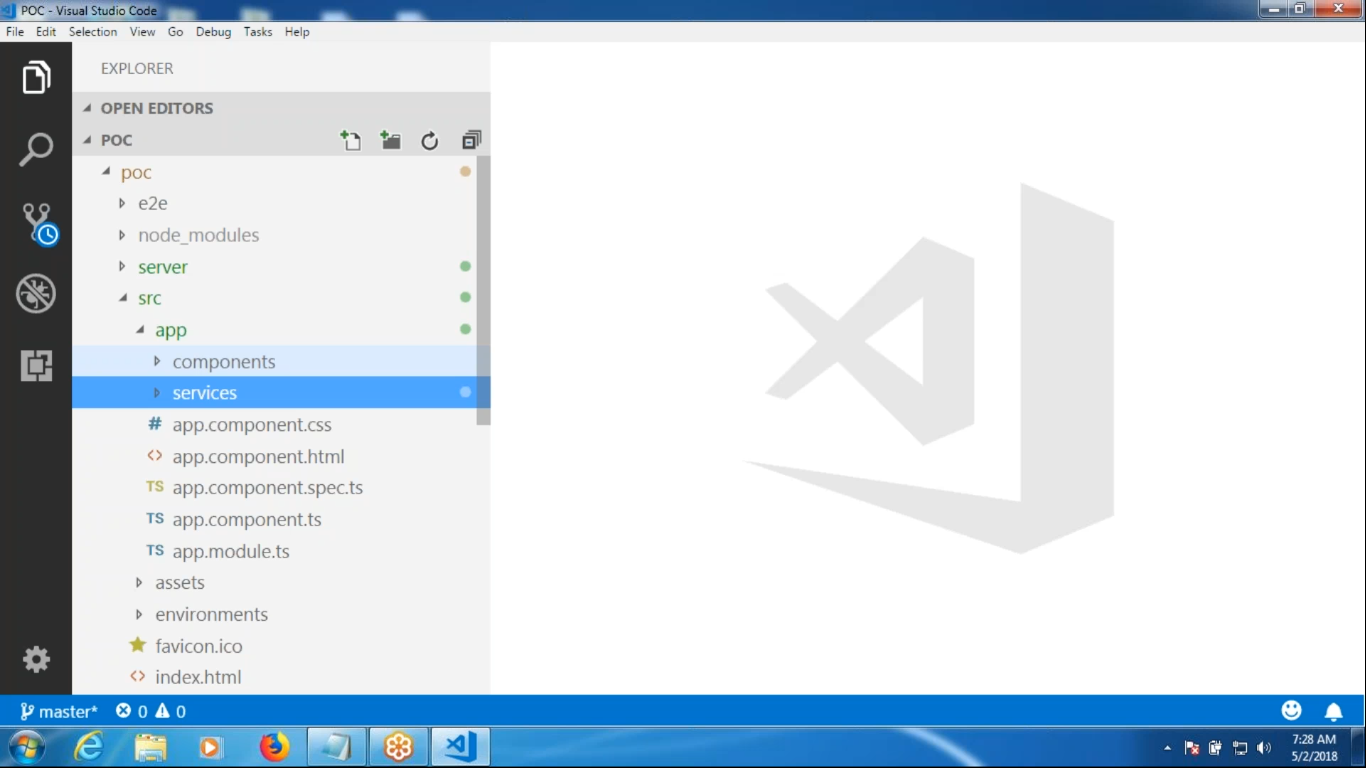 POC - Visual Studio Code
File Edit Selection View Go Debug Tasks Help
EXPLORER
OPEN EDITORS
POC
poc
e2e
node_modules
server
src
app
components
services
# app.component.css
<> app.component.html
TS app.component.spec.ts
TS app.component.ts
TS app.module.ts
assets
environments
favicon.ico
<> index.html
master* 0 0
7:28 AM
5/2/2018